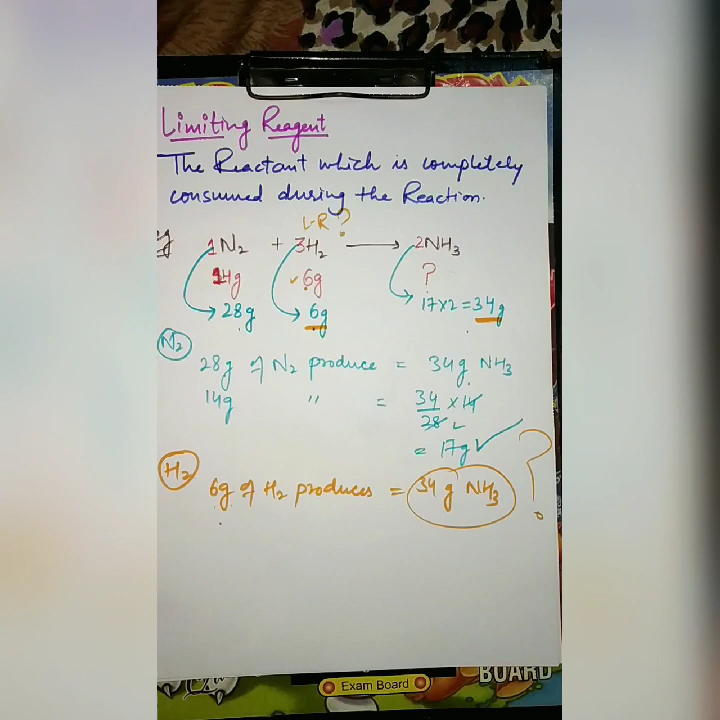 Limiting Reagent
The Reactant which is completely
consumed during the Reaction.
L-R ?
eg 1N₂ + 3H₂ ⟶ 2NH₃
14g 6g ?
28g 6g 17×2=34g
N₂
28g of N₂ produce = 34g NH₃
14g " = 34/28 × 14
= 17g ✓
H₂
6g of H₂ produces = 34 g NH₃ ?
BOARD
Exam Board